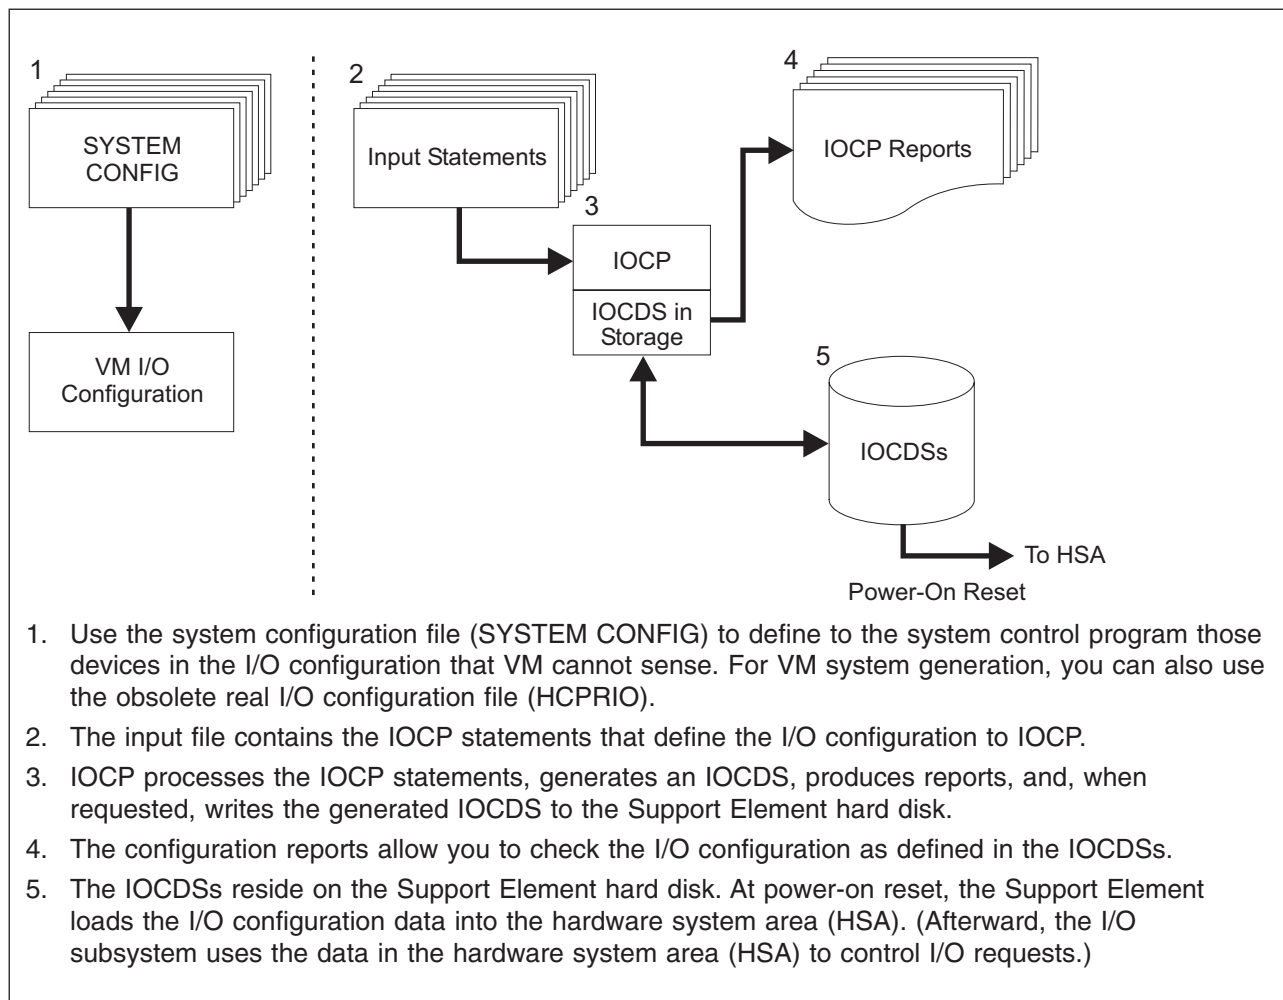 1
SYSTEM
CONFIG
VM I/O
Configuration
2
Input Statements
3
IOCP
IOCDS in
Storage
4
IOCP Reports
5
IOCDSs
To HSA
Power-On Reset
1. Use the system configuration file (SYSTEM CONFIG) to define to the system control program those
devices in the I/O configuration that VM cannot sense. For VM system generation, you can also use
the obsolete real I/O configuration file (HCPRIO).
2. The input file contains the IOCP statements that define the I/O configuration to IOCP.
3. IOCP processes the IOCP statements, generates an IOCDS, produces reports, and, when
requested, writes the generated IOCDS to the Support Element hard disk.
4. The configuration reports allow you to check the I/O configuration as defined in the IOCDSs.
5. The IOCDSs reside on the Support Element hard disk. At power-on reset, the Support Element
loads the I/O configuration data into the hardware system area (HSA). (Afterward, the I/O
subsystem uses the data in the hardware system area (HSA) to control I/O requests.)